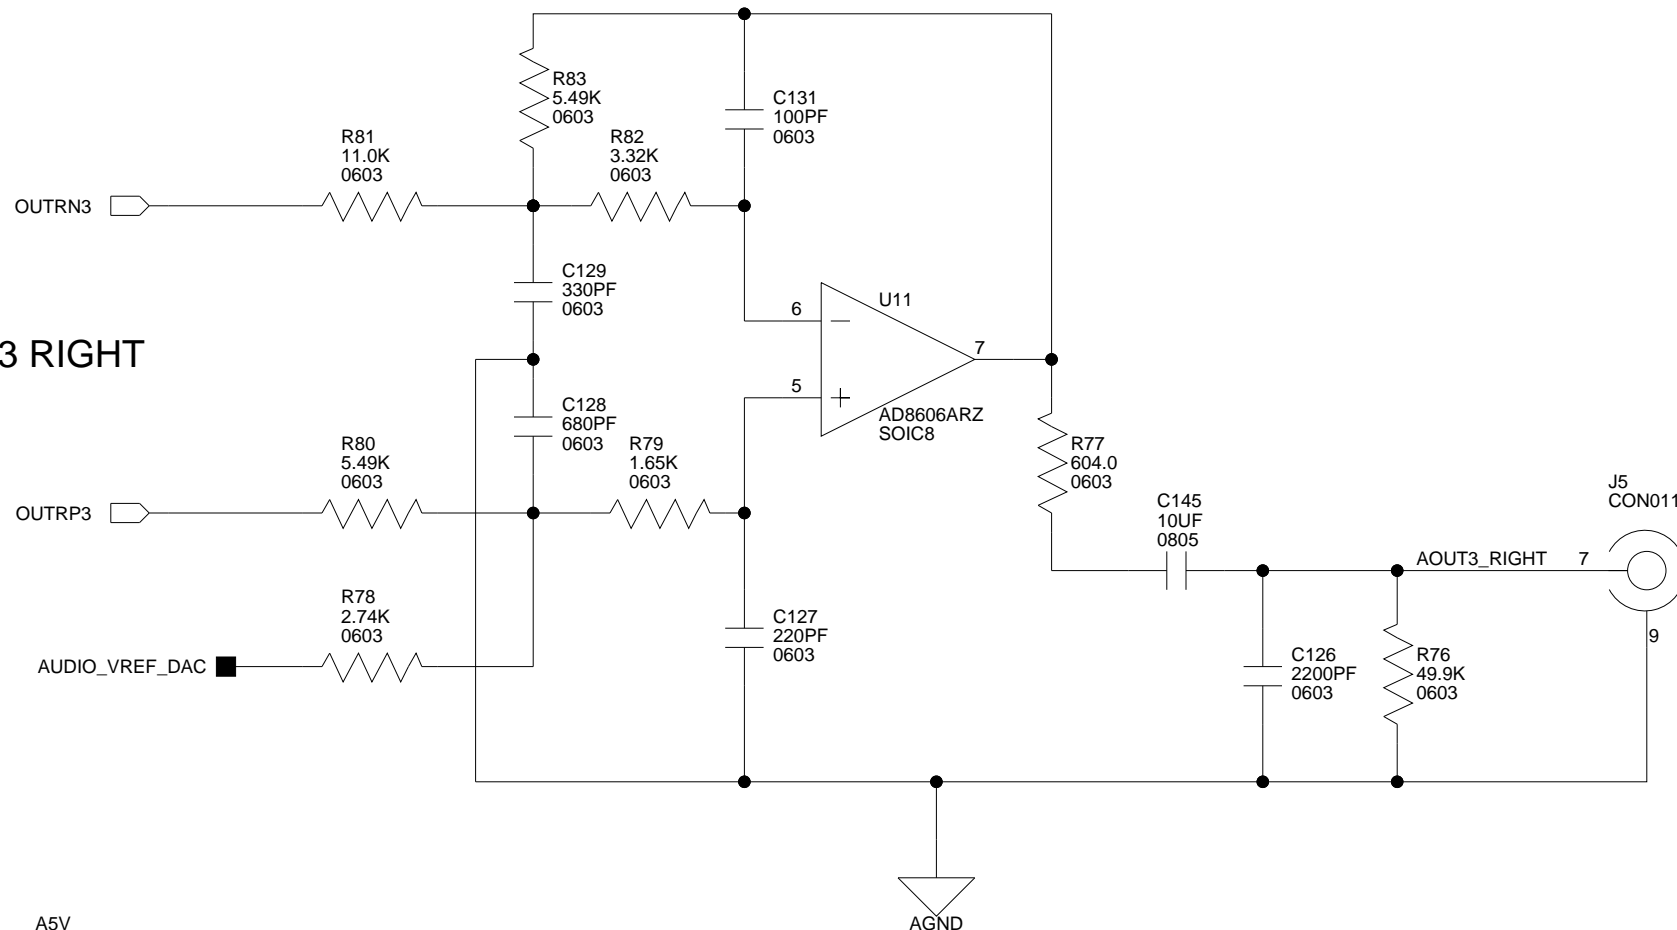 R83
5.49K
0603
C131
100PF
0603
R81
11.0K
0603
R82
3.32K
0603
OUTRN3
C129
330PF
0603
6
U11
3 RIGHT
7
5
AD8606ARZ
SOIC8
C128
680PF
0603
R80
5.49K
0603
R79
1.65K
0603
R77
604.0
0603
OUTRP3
C145
10UF
0805
J5
CON011
AOUT3_RIGHT
7
R78
2.74K
0603
C127
220PF
0603
9
AUDIO_VREF_DAC
C126
2200PF
0603
R76
49.9K
0603
A5V
AGND